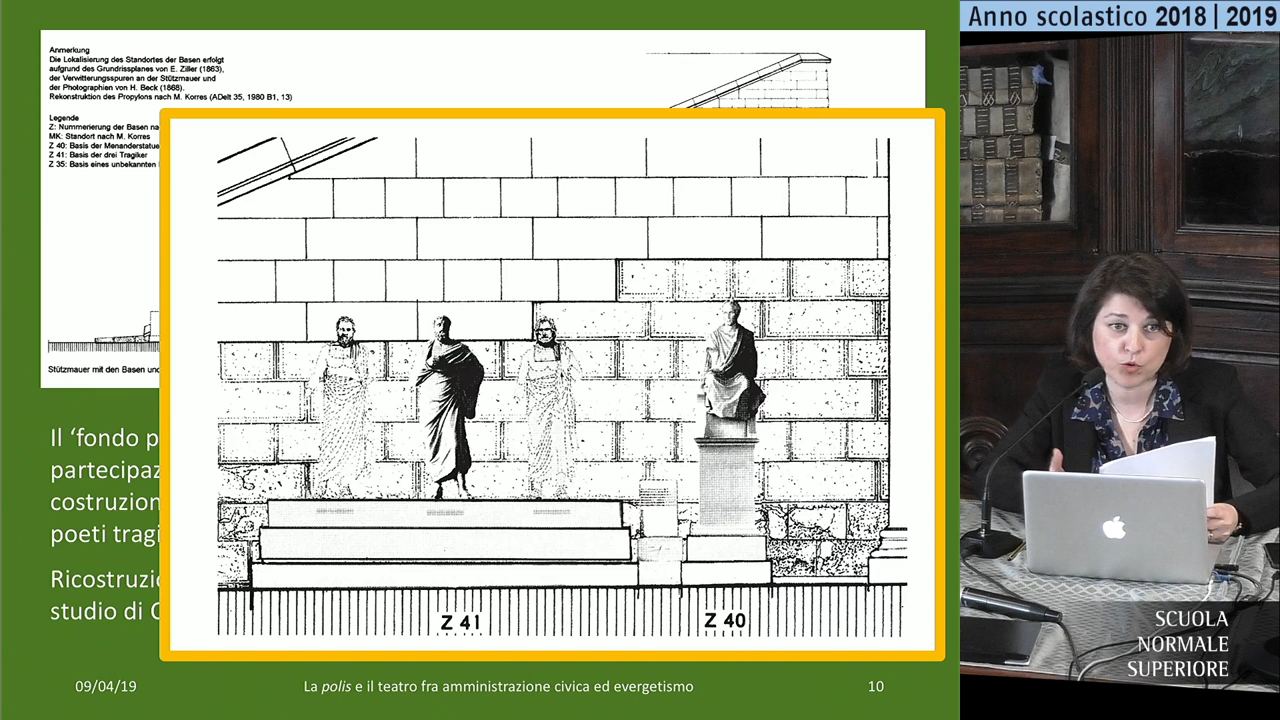 Anno scolastico 2018 | 2019
Anmerkung
Die Lokalisierung des Standortes der Basen erfolgt
aufgrund des Grundrissplanes von E. Ziller (1863),
der Verwitterungsspuren an der Stützmauer und
der Photographien von H. Beck (1868).
Rekonstruktion des Propylons nach M. Korres (ADelt 35, 1980 B1, 13)
Legende
Z: Nummerierung der Basen na
MK: Standort nach M. Korres
Z 40: Basis der Menanderstatue
Z 41: Basis der drei Tragiker
Z 35: Basis eines unbekannten
Stützmauer mit den Basen und
Z 41
Z 40
Il ‘fondo p
partecipaz
costruzion
poeti tragi
Ricostruzio
studio di C
09/04/19
La polis e il teatro fra amministrazione civica ed evergetismo
10
SCUOLA
NORMALE
SUPERIORE